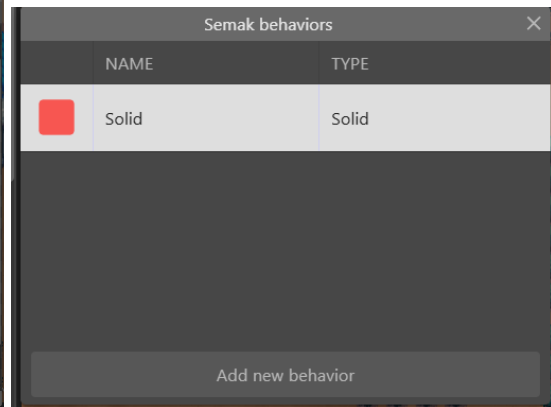 Semak behaviors
NAME TYPE
Solid Solid
Add new behavior